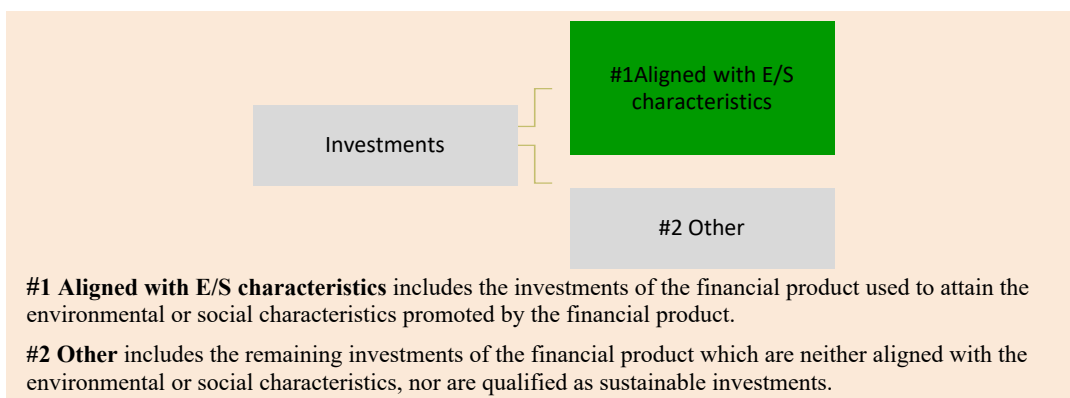 #1Aligned with E/S
characteristics
Investments
#2 Other
#1 Aligned with E/S characteristics includes the investments of the financial product used to attain the
environmental or social characteristics promoted by the financial product.
#2 Other includes the remaining investments of the financial product which are neither aligned with the
environmental or social characteristics, nor are qualified as sustainable investments.